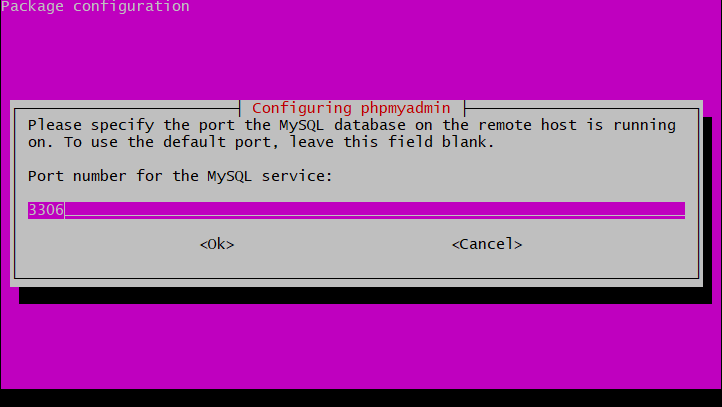 Package configuration
Configuring phpmyadmin
Please specify the port the MySQL database on the remote host is running
on. To use the default port, leave this field blank.
Port number for the MySQL service:
3306
<Ok> <Cancel>